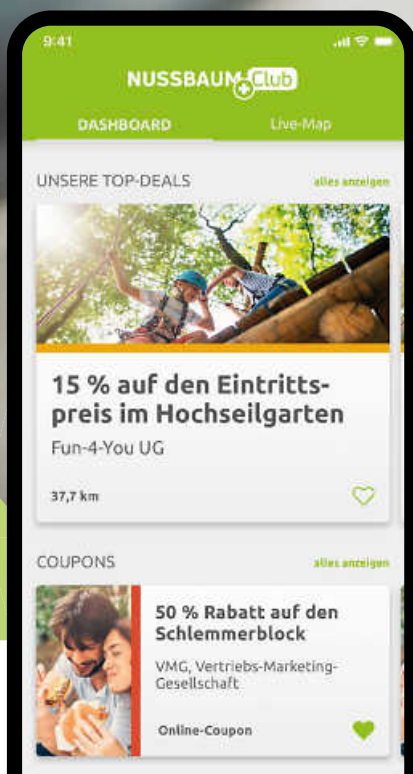 9:41
NUSSBAUM Club
DASHBOARD Live-Map
UNSERE TOP-DEALS alles anzeigen
15 % auf den Eintritts-
preis im Hochseilgarten
Fun-4-You UG
37,7 km
COUPONS alles anzeigen
50 % Rabatt auf den
Schlemmerblock
VMG, Vertriebs-Marketing-
Gesellschaft
Online-Coupon